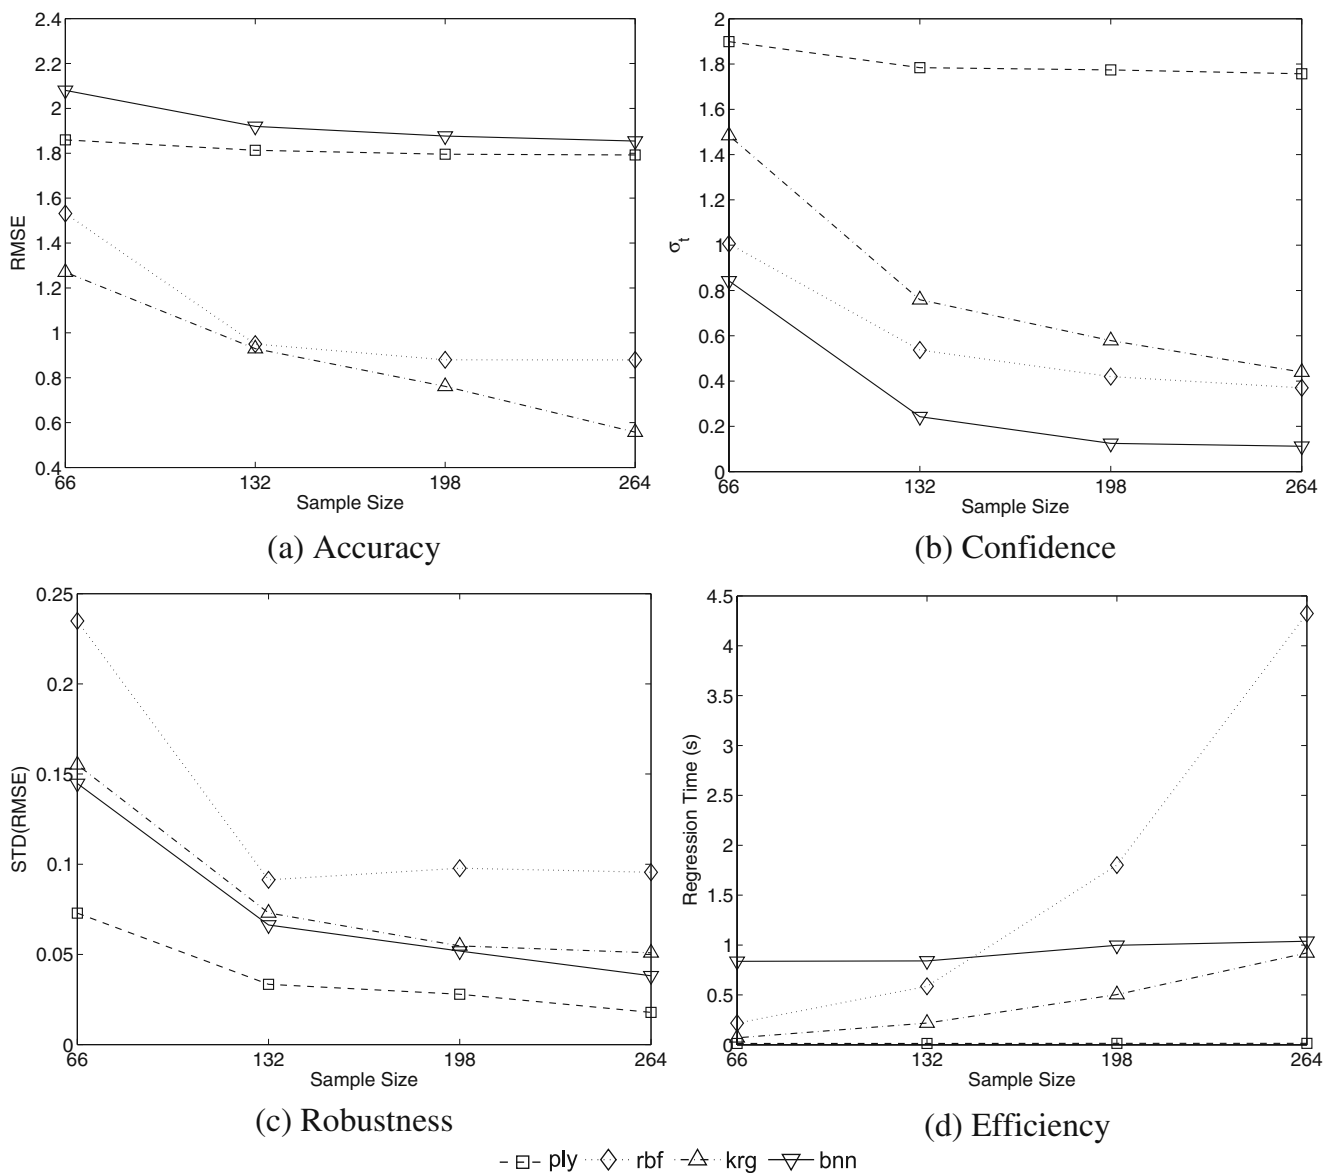 2.4
2.2
2
1.8
1.6
1.4
1.2
1
0.8
0.6
0.4
RMSE
66 132 198 264
Sample Size
(a) Accuracy
2
1.8
1.6
1.4
1.2
1
0.8
0.6
0.4
0.2
0
σt
66 132 198 264
Sample Size
(b) Confidence
0.25
0.2
0.15
0.1
0.05
0
STD(RMSE)
66 132 198 264
Sample Size
(c) Robustness
4.5
4
3.5
3
2.5
2
1.5
1
0.5
0
Regression Time (s)
66 132 198 264
Sample Size
(d) Efficiency
ply rbf krg bnn